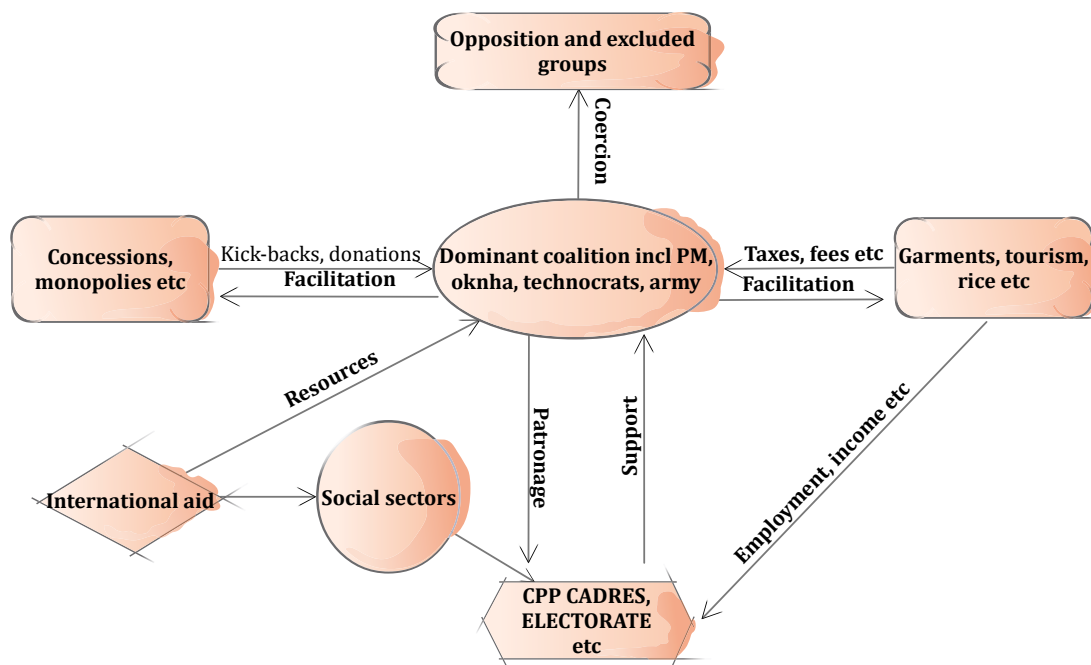 Opposition and excluded
groups
Coercion
Concessions,
monopolies etc
Kick-backs, donations
Facilitation
Dominant coalition incl PM,
oknha, technocrats, army
Taxes, fees etc
Facilitation
Garments, tourism,
rice etc
Resources
Patronage
Support
Employment, income etc
International aid
Social sectors
CPP CADRES,
ELECTORATE
etc